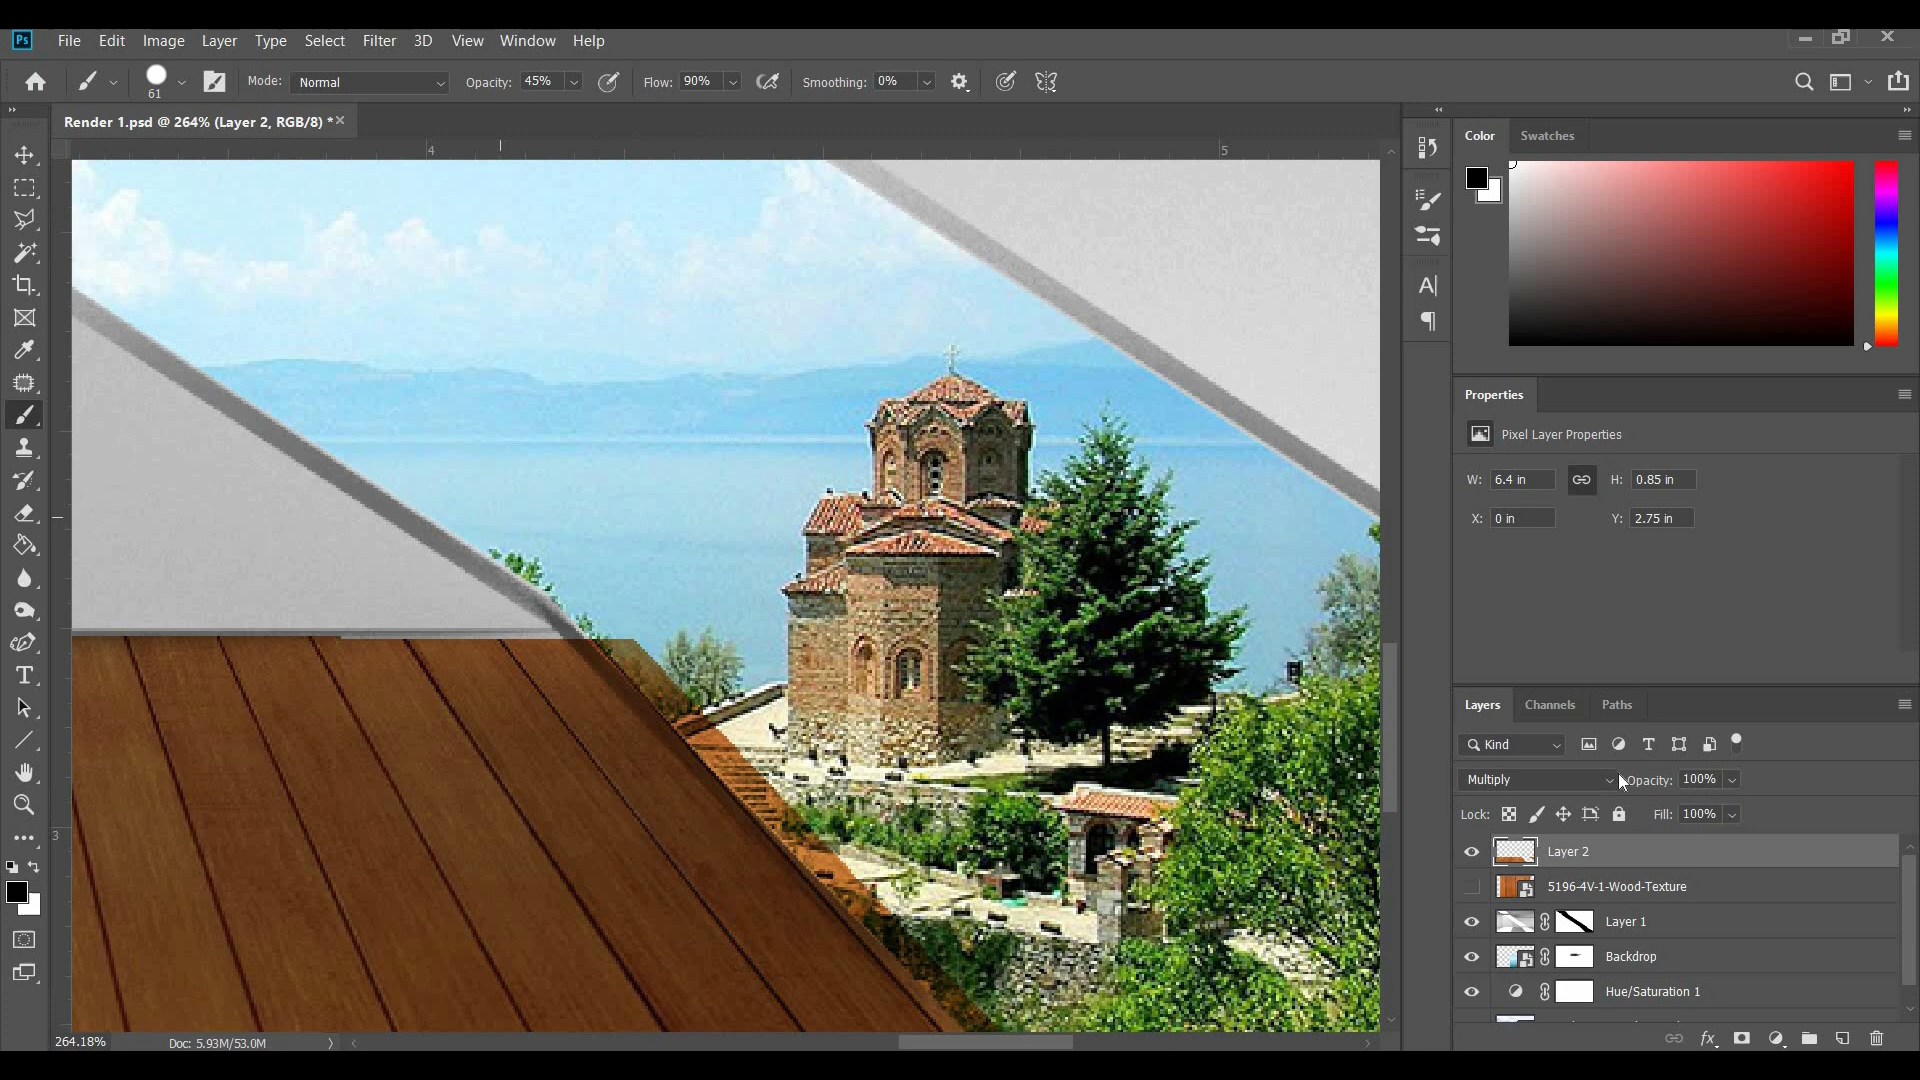 Ps File Edit Image Layer Type Select Filter 3D View Window Help
61 Mode: Normal Opacity: 45% Flow: 90% Smoothing: 0%
Render 1.psd @ 264% (Layer 2, RGB/8) *
4 5
3
Color Swatches
Properties
Pixel Layer Properties
W: 6.4 in H: 0.85 in
X: 0 in Y: 2.75 in
Layers Channels Paths
Kind
Multiply Opacity: 100%
Lock: Fill: 100%
Layer 2
5196-4V-1-Wood-Texture
Layer 1
Backdrop
Hue/Saturation 1
264.18% Doc: 5.93M/53.0M